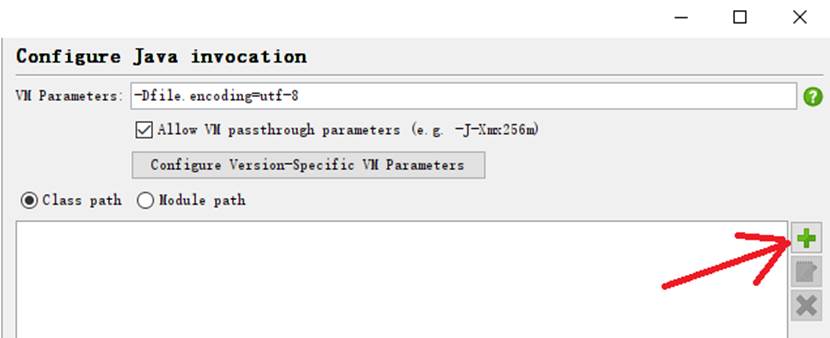 Configure Java invocation
VM Parameters: -Dfile.encoding=utf-8
Allow VM passthrough parameters (e.g. -J-Xmx256m)
Configure Version-Specific VM Parameters
Class path Module path